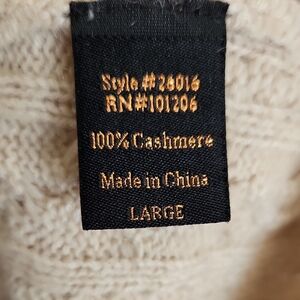 Style #26016
RN#101206
100% Cashmere
Made in China
LARGE